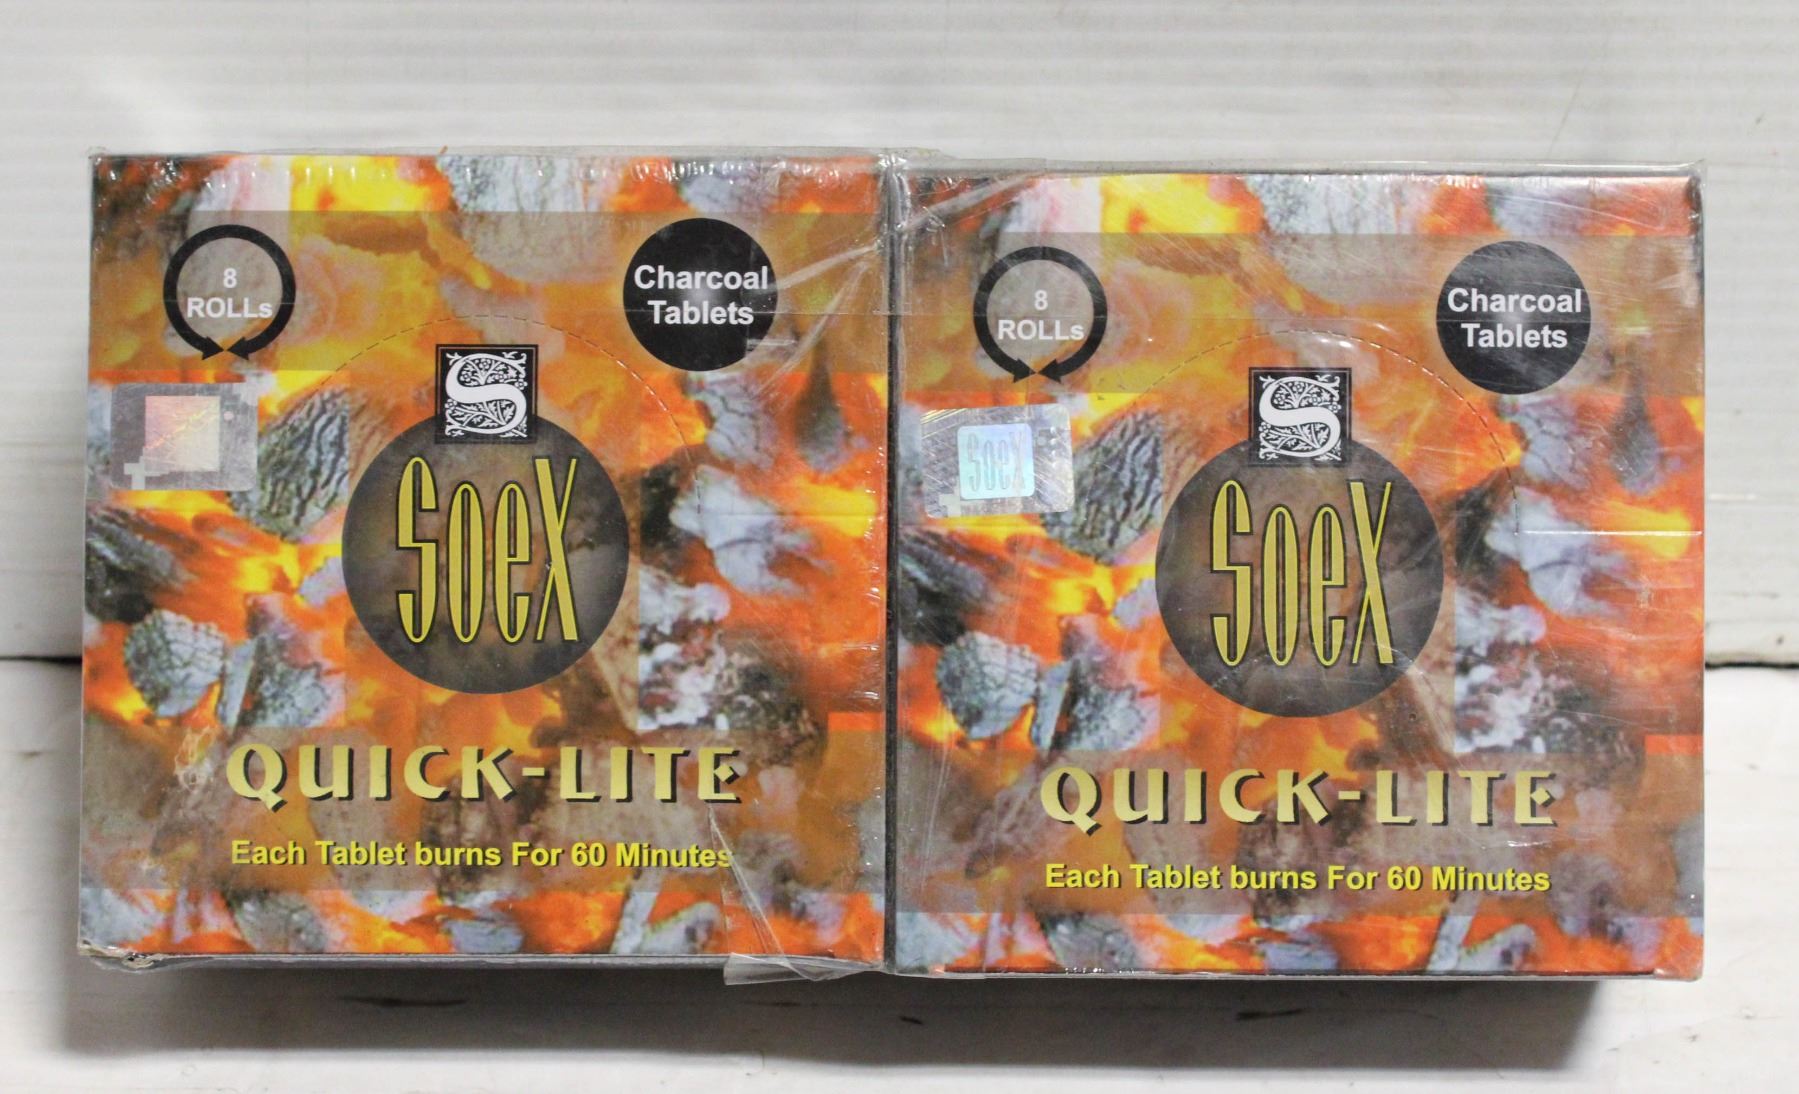 8
ROLLs
Charcoal
Tablets
S
Soex
QUICK-LITE
Each Tablet burns For 60 Minutes
8
ROLLs
Charcoal
Tablets
S
Soex
Soex
QUICK-LITE
Each Tablet burns For 60 Minutes